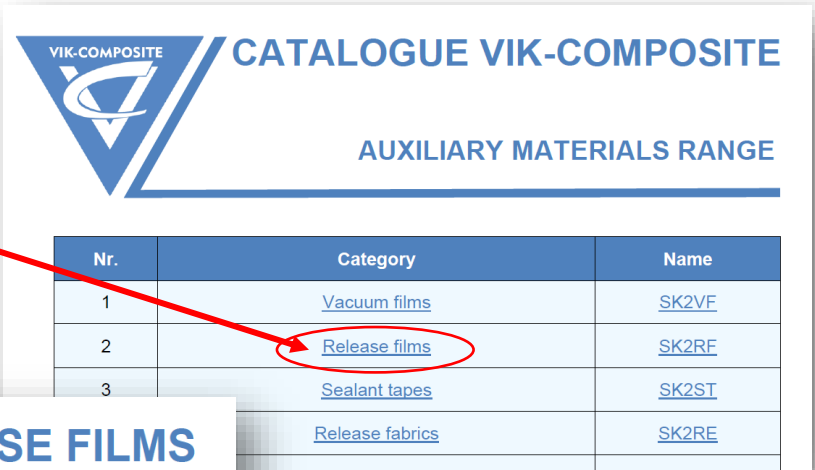 VIK-COMPOSITE
CATALOGUE VIK-COMPOSITE
AUXILIARY MATERIALS RANGE
Nr. Category Name
1 Vacuum films SK2VF
2 Release films SK2RF
3 Sealant tapes SK2ST
Release fabrics SK2RE
SE FILMS